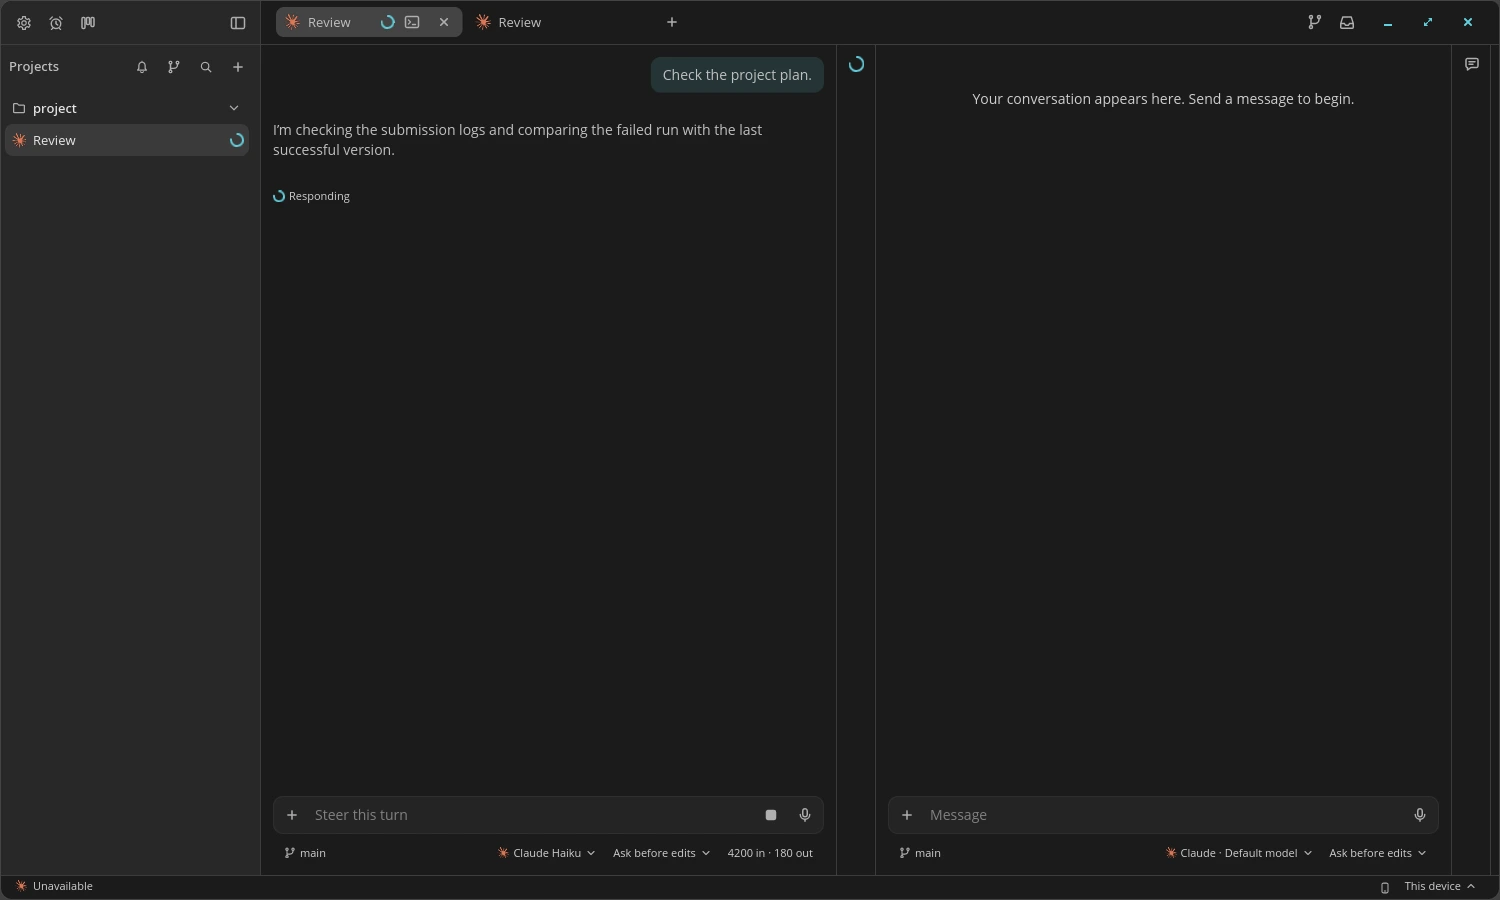 Review
Review
Projects
project
Review
Check the project plan.
I'm checking the submission logs and comparing the failed run with the last
successful version.
Responding
Steer this turn
main
Claude Haiku
Ask before edits
4200 in · 180 out
Your conversation appears here. Send a message to begin.
Message
main
Claude · Default model
Ask before edits
Unavailable
This device